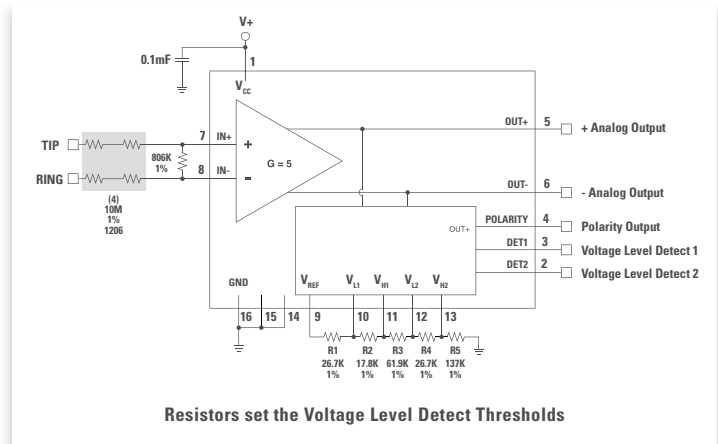 V+
0.1mF
1
VCC
TIP
RING
7
IN+
806K
1%
8
IN-
(4)
10M
1%
1206
+
-
G = 5
OUT+
5
+ Analog Output
OUT-
6
- Analog Output
OUT+
POLARITY
4
Polarity Output
DET1
3
Voltage Level Detect 1
DET2
2
Voltage Level Detect 2
GND
VREF
VL1
VH1
VL2
VH2
16
15
14
9
10
11
12
13
R1
R2
R3
R4
R5
26.7K
17.8K
61.9K
26.7K
137K
1%
1%
1%
1%
1%
Resistors set the Voltage Level Detect Thresholds